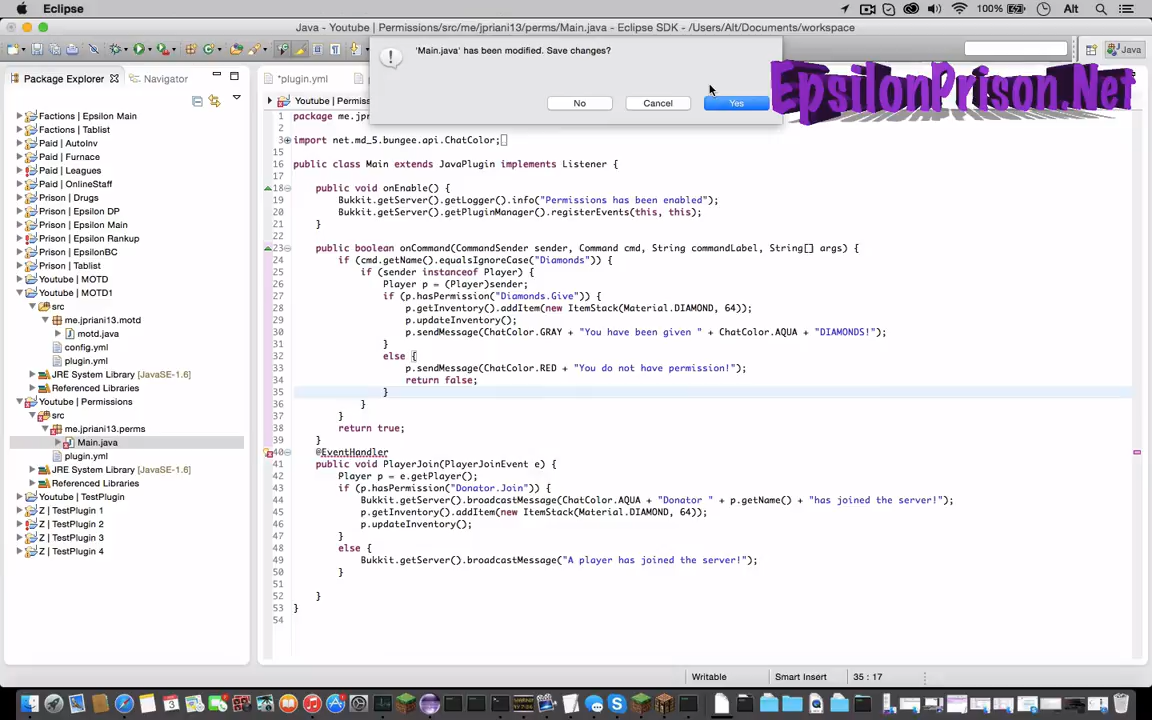 Eclipse
100%
Alt
Java - Youtube | Permissions/src/me/jpriani13/perms/Main.java - Eclipse SDK - /Users/Alt/Documents/workspace
Java
'Main.java' has been modified. Save changes?
No
Cancel
Yes
EpsilonPrison.Net
Package Explorer
Navigator
*plugin.yml
Youtube | Permiss
Factions | Epsilon Main
Factions | Tablist
Paid | AutoInv
Paid | Furnace
Paid | Leagues
Paid | OnlineStaff
Prison | Drugs
Prison | Epsilon DP
Prison | Epsilon Main
Prison | Epsilon Rankup
Prison | EpsilonBC
Prison | Tablist
Youtube | MOTD
Youtube | MOTD1
src
me.jpriani13.motd
motd.java
config.yml
plugin.yml
JRE System Library [JavaSE-1.6]
Referenced Libraries
Youtube | Permissions
src
me.jpriani13.perms
Main.java
plugin.yml
JRE System Library [JavaSE-1.6]
Referenced Libraries
Youtube | TestPlugin
Z | TestPlugin 1
Z | TestPlugin 2
Z | TestPlugin 3
Z | TestPlugin 4
1 package me.jp
2
3 import net.md_5.bungee.api.ChatColor;
15
16 public class Main extends JavaPlugin implements Listener {
17
18 public void onEnable() {
19 Bukkit.getServer().getLogger().info("Permissions has been enabled");
20 Bukkit.getServer().getPluginManager().registerEvents(this, this);
21 }
22
23 public boolean onCommand(CommandSender sender, Command cmd, String commandLabel, String[] args) {
24 if (cmd.getName().equalsIgnoreCase("Diamonds")) {
25 if (sender instanceof Player) {
26 Player p = (Player)sender;
27 if (p.hasPermission("Diamonds.Give")) {
28 p.getInventory().addItem(new ItemStack(Material.DIAMOND, 64));
29 p.updateInventory();
30 p.sendMessage(ChatColor.GRAY + "You have been given " + ChatColor.AQUA + "DIAMONDS!");
31 }
32 else {
33 p.sendMessage(ChatColor.RED + "You do not have permission!");
34 return false;
35 }
36 }
37 }
38 return true;
39 }
40 @EventHandler
41 public void PlayerJoin(PlayerJoinEvent e) {
42 Player p = e.getPlayer();
43 if (p.hasPermission("Donator.Join")) {
44 Bukkit.getServer().broadcastMessage(ChatColor.AQUA + "Donator " + p.getName() + "has joined the server!");
45 p.getInventory().addItem(new ItemStack(Material.DIAMOND, 64));
46 p.updateInventory();
47 }
48 else {
49 Bukkit.getServer().broadcastMessage("A player has joined the server!");
50 }
51
52 }
53 }
54
Writable
Smart Insert
35 : 17